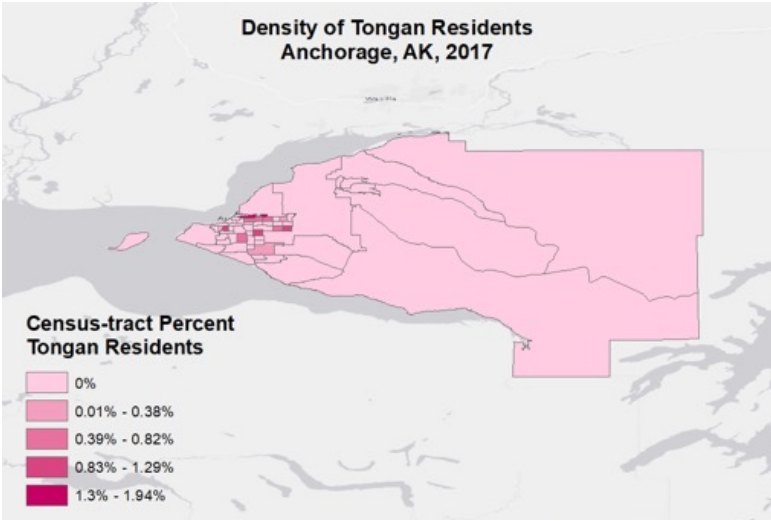 Density of Tongan Residents
Anchorage, AK, 2017
Census-tract Percent
Tongan Residents
0%
0.01% - 0.38%
0.39% - 0.82%
0.83% - 1.29%
1.3% - 1.94%